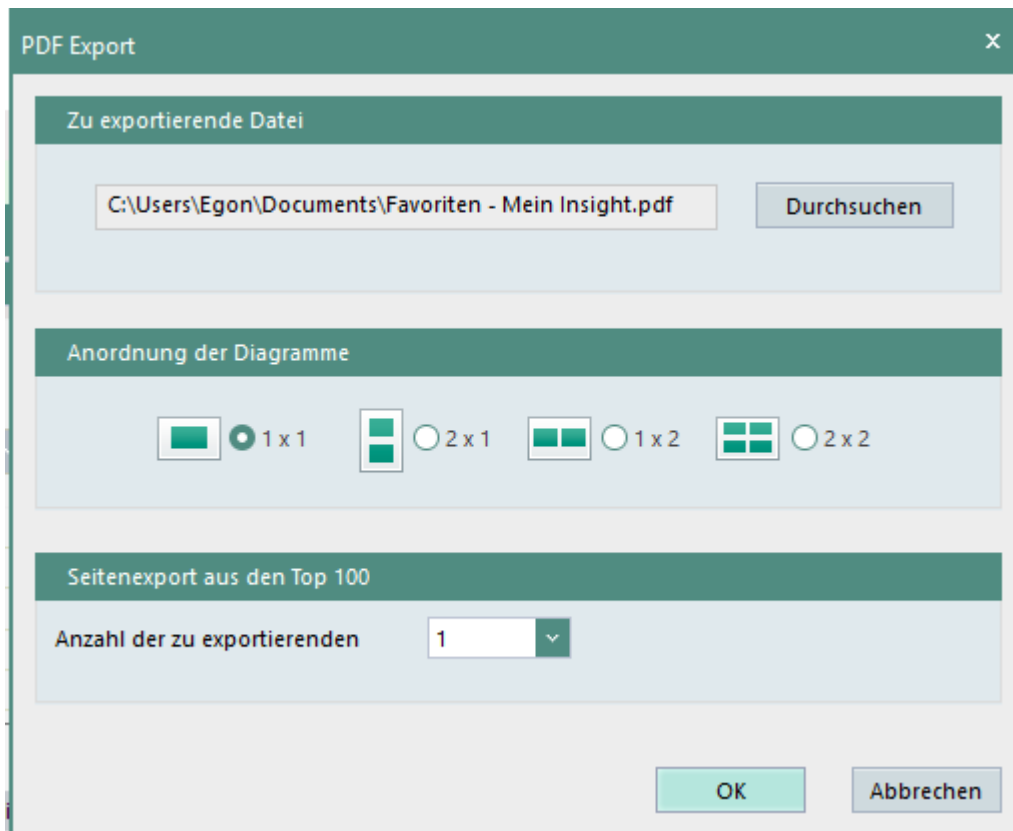 PDF Export x
Zu exportierende Datei
C:\Users\Egon\Documents\Favoriten - Mein Insight.pdf Durchsuchen
Anordnung der Diagramme
1 x 1 2 x 1 1 x 2 2 x 2
Seitenexport aus den Top 100
Anzahl der zu exportierenden 1
OK Abbrechen